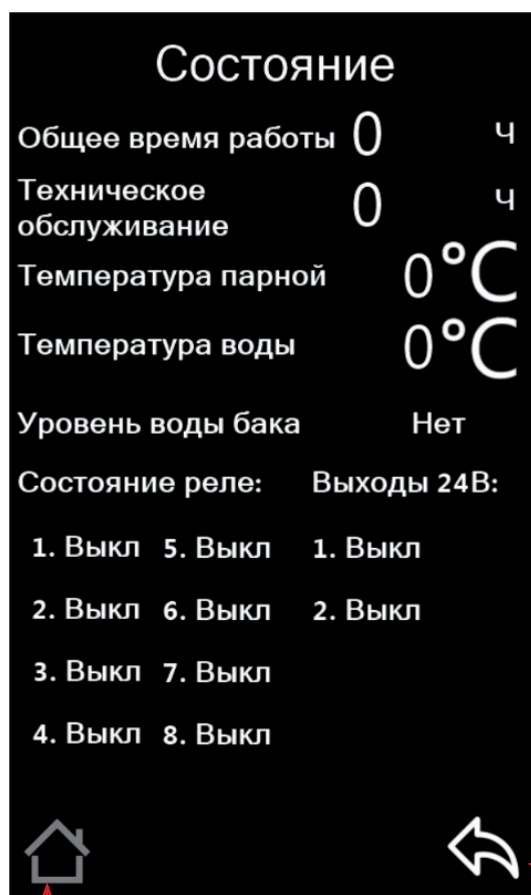 Состояние
Общее время работы 0 ч
Техническое
обслуживание 0 ч
Температура парной 0°C
Температура воды 0°C
Уровень воды бака Нет
Состояние реле: Выходы 24В:
1. Выкл 5. Выкл 1. Выкл
2. Выкл 6. Выкл 2. Выкл
3. Выкл 7. Выкл
4. Выкл 8. Выкл